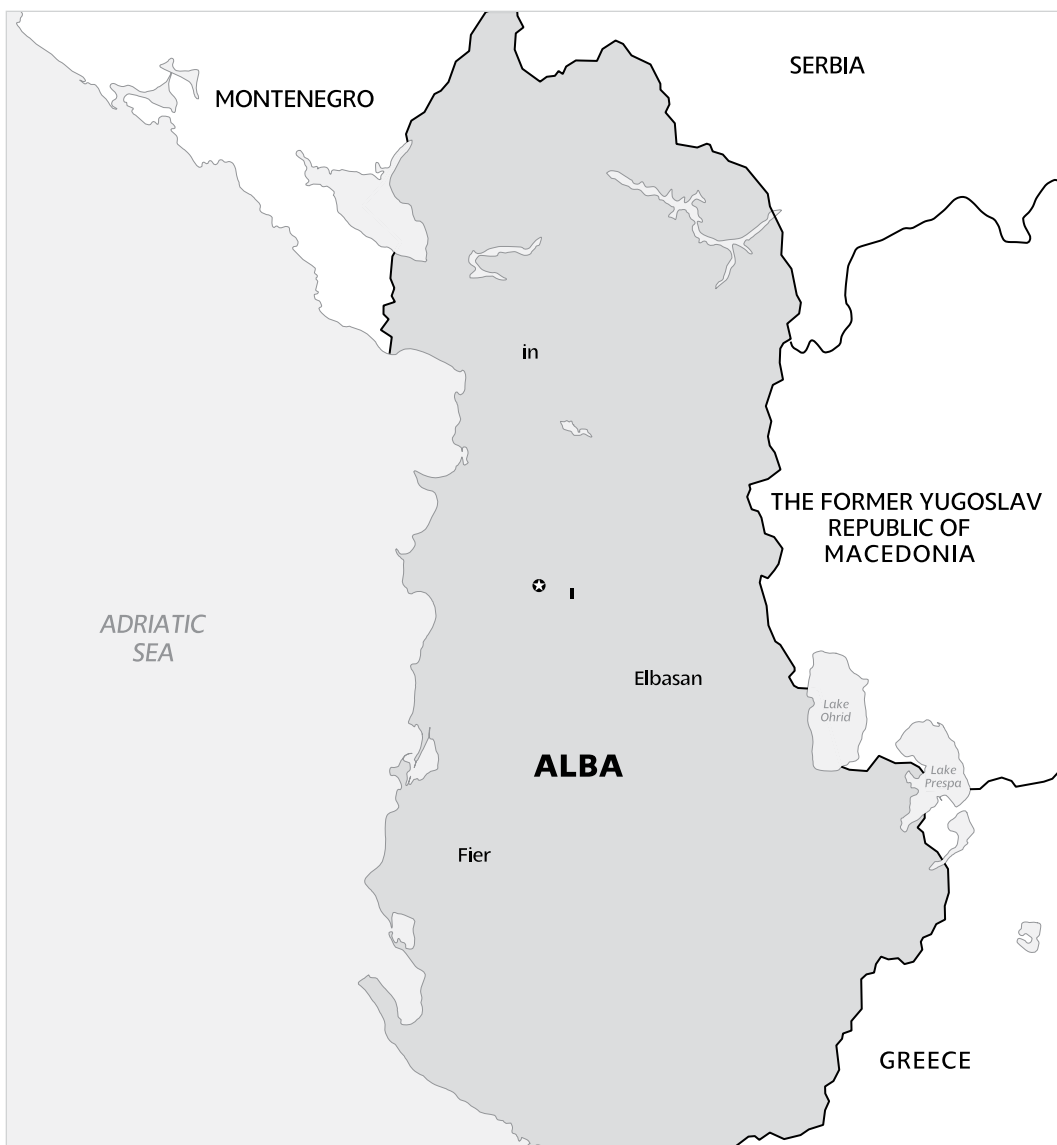 SERBIA
MONTENEGRO
in
THE FORMER YUGOSLAV
REPUBLIC OF
MACEDONIA
ADRIATIC
SEA
Elbasan
Lake
Ohrid
ALBA
Lake
Prespa
Fier
GREECE